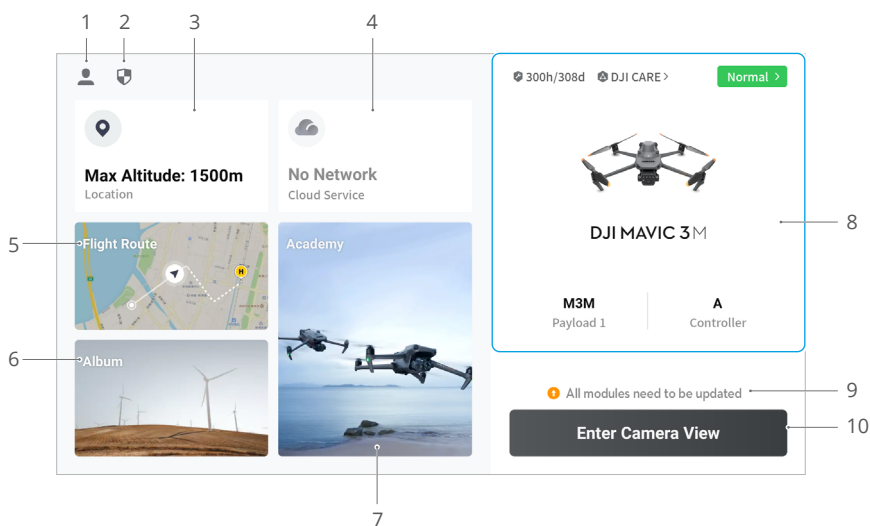 1
2
3
4
300h/308d
DJI CARE >
Normal >
Max Altitude: 1500m
Location
No Network
Cloud Service
5
Flight Route
H
Academy
8
DJI MAVIC 3M
M3M
Payload 1
A
Controller
6
Album
All modules need to be updated
9
Enter Camera View
10
7